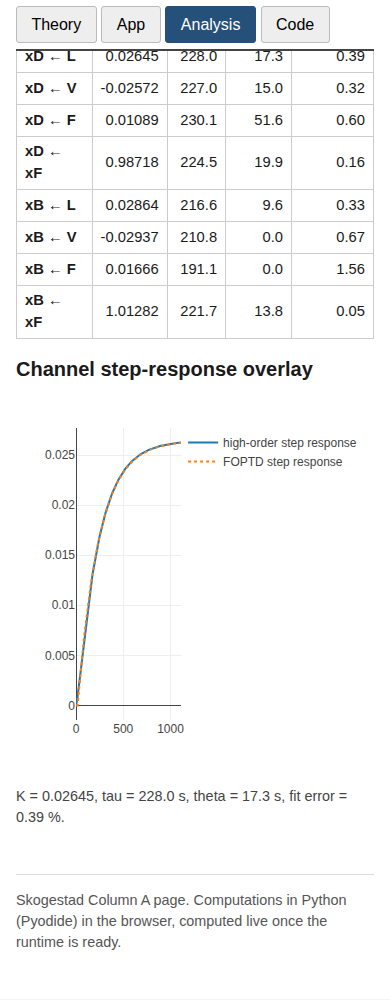 Theory App Analysis Code
xD ← L 0.02645 228.0 17.3 0.39
xD ← V -0.02572 227.0 15.0 0.32
xD ← F 0.01089 230.1 51.6 0.60
xD ←
xF 0.98718 224.5 19.9 0.16
xB ← L 0.02864 216.6 9.6 0.33
xB ← V -0.02937 210.8 0.0 0.67
xB ← F 0.01666 191.1 0.0 1.56
xB ←
xF 1.01282 221.7 13.8 0.05
Channel step-response overlay
high-order step response
FOPTD step response
0.025
0.02
0.015
0.01
0.005
0
0 500 1000
K = 0.02645, tau = 228.0 s, theta = 17.3 s, fit error =
0.39 %.
Skogestad Column A page. Computations in Python
(Pyodide) in the browser, computed live once the
runtime is ready.